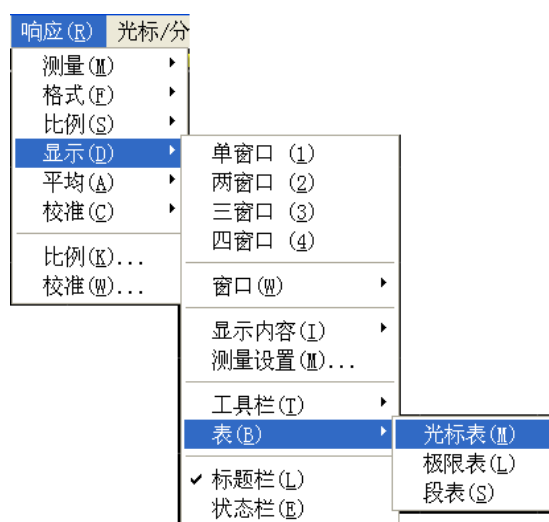 响应(R) 光标/分
测量(M)
格式(F)
比例(S)
显示(D)
平均(A)
校准(C)
比例(K)...
校准(W)...
单窗口 (1)
两窗口 (2)
三窗口 (3)
四窗口 (4)
窗口(W)
显示内容(I)
测量设置(M)...
工具栏(T)
表(B)
标题栏(L)
状态栏(E)
光标表(M)
极限表(L)
段表(S)